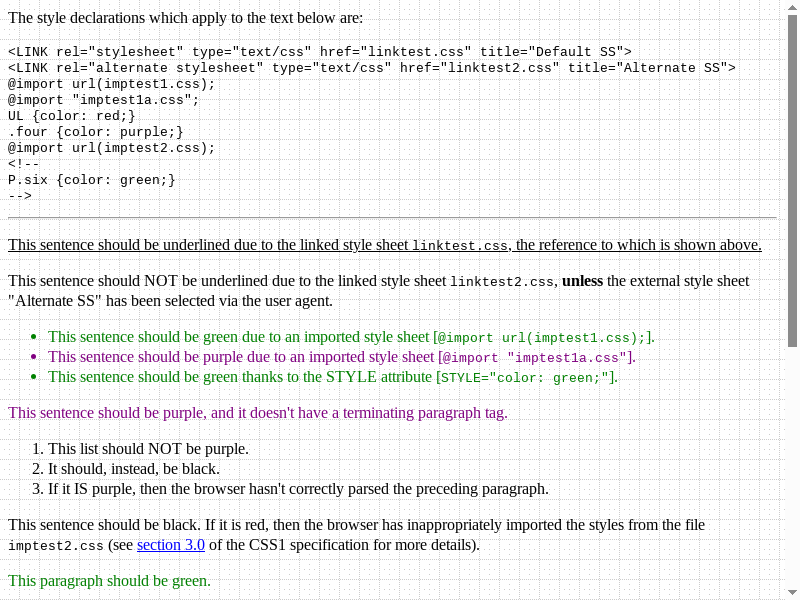 The style declarations which apply to the text below are:
<LINK rel="stylesheet" type="text/css" href="linktest.css" title="Default SS">
<LINK rel="alternate stylesheet" type="text/css" href="linktest2.css" title="Alternate SS">
@import url(imptest1.css);
@import "imptest1a.css";
UL {color: red;}
.four {color: purple;}
@import url(imptest2.css);
<!--
P.six {color: green;}
-->
This sentence should be underlined due to the linked style sheet linktest.css, the reference to which is shown above.
This sentence should NOT be underlined due to the linked style sheet linktest2.css, unless the external style sheet
"Alternate SS" has been selected via the user agent.
• This sentence should be green due to an imported style sheet [@import url(imptest1.css);].
• This sentence should be purple due to an imported style sheet [@import "imptest1a.css"].
• This sentence should be green thanks to the STYLE attribute [STYLE="color: green;"].
This sentence should be purple, and it doesn't have a terminating paragraph tag.
1. This list should NOT be purple.
2. It should, instead, be black.
3. If it IS purple, then the browser hasn't correctly parsed the preceding paragraph.
This sentence should be black. If it is red, then the browser has inappropriately imported the styles from the file
imptest2.css (see section 3.0 of the CSS1 specification for more details).
This paragraph should be green.